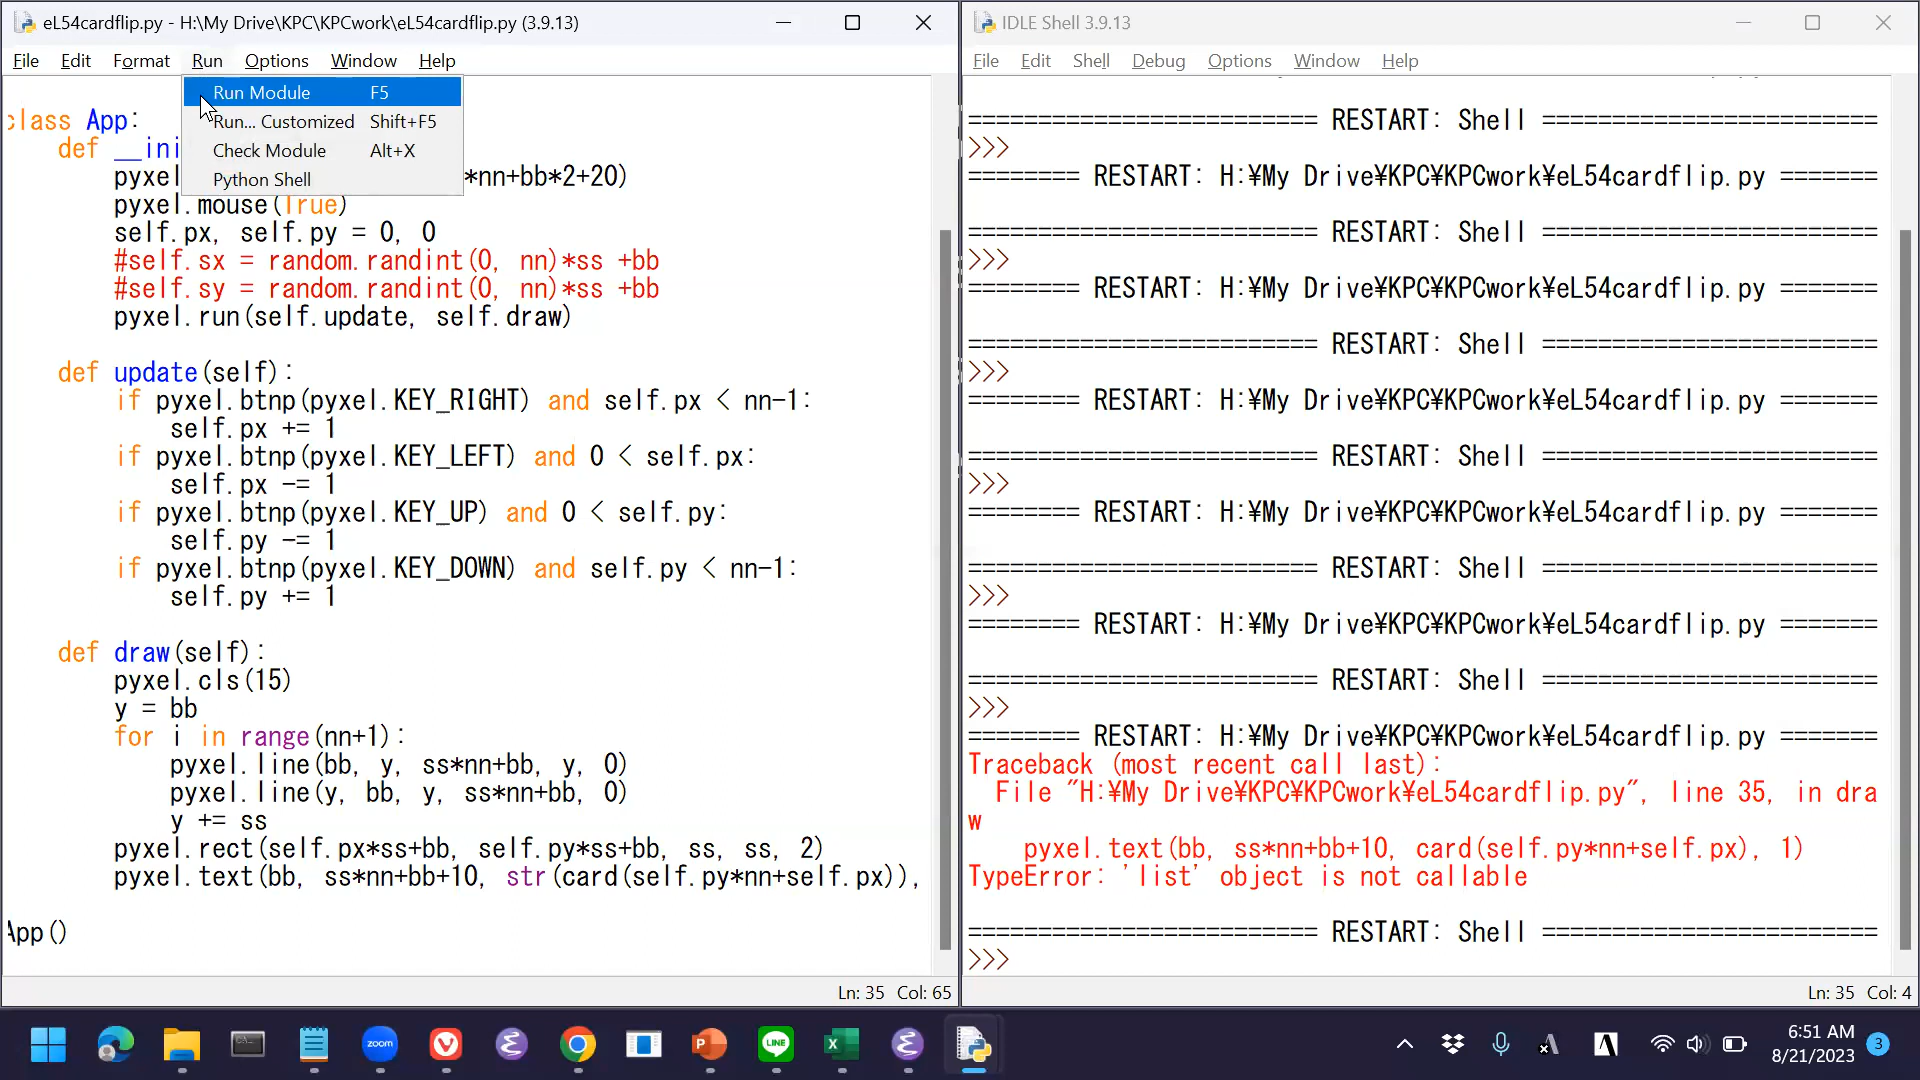 eL54cardflip.py - H:\My Drive\KPC\KPCwork\eL54cardflip.py (3.9.13)
File Edit Format Run Options Window Help
Run Module F5
Run... Customized Shift+F5
Check Module Alt+X
Python Shell
class App:
def __ini
pyxel *nn+bb*2+20)
pyxel.mouse(True)
self.px, self.py = 0, 0
#self.sx = random.randint(0, nn)*ss +bb
#self.sy = random.randint(0, nn)*ss +bb
pyxel.run(self.update, self.draw)
def update(self):
if pyxel.btnp(pyxel.KEY_RIGHT) and self.px < nn-1:
self.px += 1
if pyxel.btnp(pyxel.KEY_LEFT) and 0 < self.px:
self.px -= 1
if pyxel.btnp(pyxel.KEY_UP) and 0 < self.py:
self.py -= 1
if pyxel.btnp(pyxel.KEY_DOWN) and self.py < nn-1:
self.py += 1
def draw(self):
pyxel.cls(15)
y = bb
for i in range(nn+1):
pyxel.line(bb, y, ss*nn+bb, y, 0)
pyxel.line(y, bb, y, ss*nn+bb, 0)
y += ss
pyxel.rect(self.px*ss+bb, self.py*ss+bb, ss, ss, 2)
pyxel.text(bb, ss*nn+bb+10, str(card(self.py*nn+self.px)),
App()
Ln: 35 Col: 65
IDLE Shell 3.9.13
File Edit Shell Debug Options Window Help
========================= RESTART: Shell ========================
>>>
======== RESTART: H:¥My Drive¥KPC¥KPCwork¥eL54cardflip.py =======
========================= RESTART: Shell ========================
>>>
======== RESTART: H:¥My Drive¥KPC¥KPCwork¥eL54cardflip.py =======
========================= RESTART: Shell ========================
>>>
======== RESTART: H:¥My Drive¥KPC¥KPCwork¥eL54cardflip.py =======
========================= RESTART: Shell ========================
>>>
======== RESTART: H:¥My Drive¥KPC¥KPCwork¥eL54cardflip.py =======
========================= RESTART: Shell ========================
>>>
======== RESTART: H:¥My Drive¥KPC¥KPCwork¥eL54cardflip.py =======
========================= RESTART: Shell ========================
>>>
======== RESTART: H:¥My Drive¥KPC¥KPCwork¥eL54cardflip.py =======
Traceback (most recent call last):
File "H:¥My Drive¥KPC¥KPCwork¥eL54cardflip.py", line 35, in dra
w
pyxel.text(bb, ss*nn+bb+10, card(self.py*nn+self.px), 1)
TypeError: 'list' object is not callable
========================= RESTART: Shell ========================
>>>
Ln: 35 Col: 4
zoom
LINE
6:51 AM
8/21/2023
3